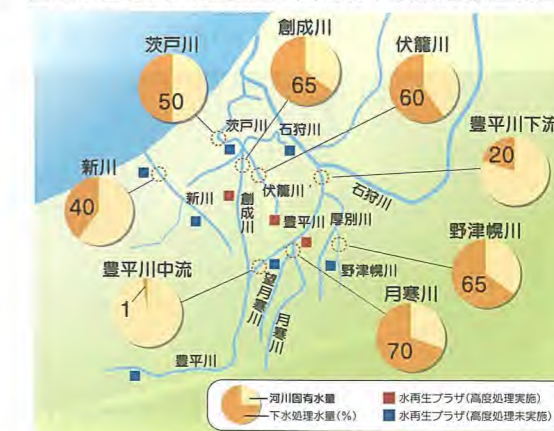 茨戸川
50
創成川
65
伏籠川
60
豊平川下流
20
新川
40
茨戸川
石狩川
新川
創成川
伏籠川
豊平川
厚別川
石狩川
野津幌川
65
豊平川中流
1
望月寒川
月寒川
野津幌川
月寒川
70
豊平川
河川固有水量
下水処理水量(%)
水再生プラザ(高度処理実施)
水再生プラザ(高度処理未実施)